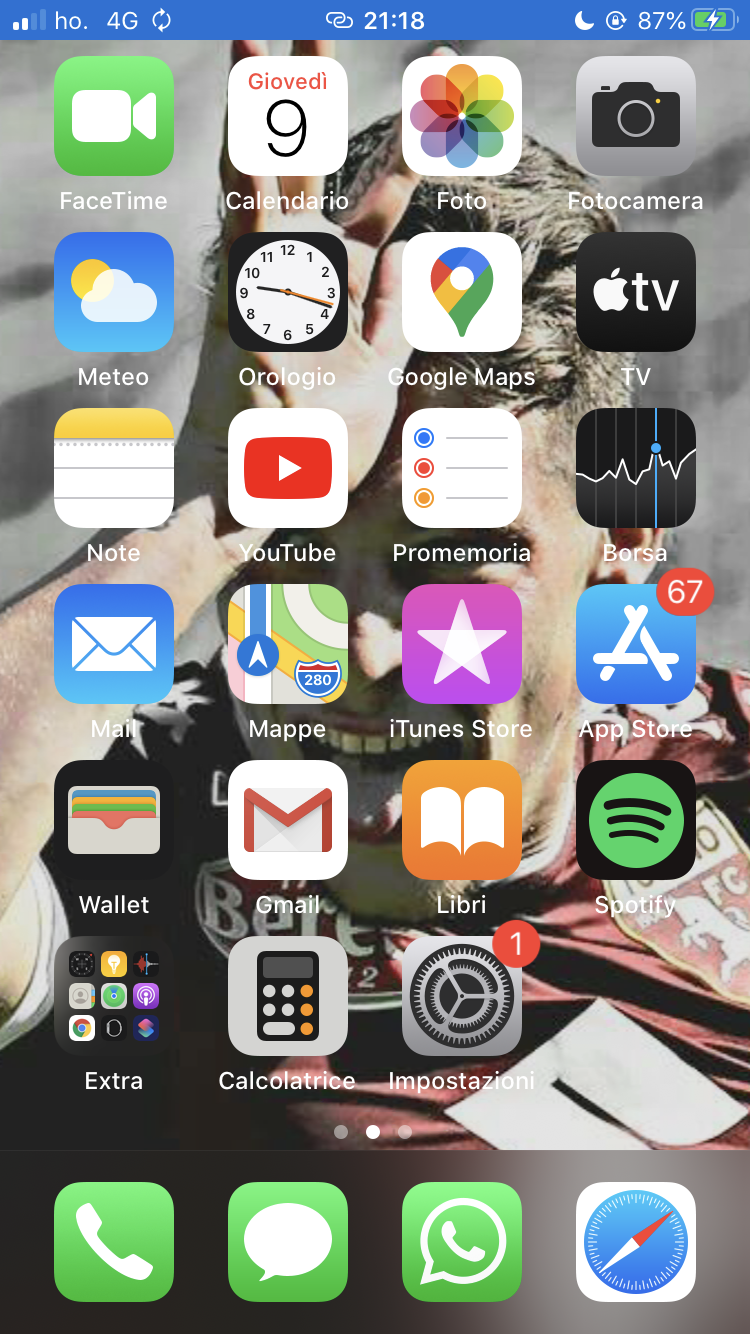 ho. 4G 21:18 87%
Giovedì
9
FaceTime Calendario Foto Fotocamera
12
11 1
10 2
9 3
8 4
7 5
6
tv
Meteo Orologio Google Maps TV
Note YouTube Promemoria Borsa
67
280
Mail Mappe iTunes Store App Store
Wallet Gmail Libri Spotify
1
Extra Calcolatrice Impostazioni